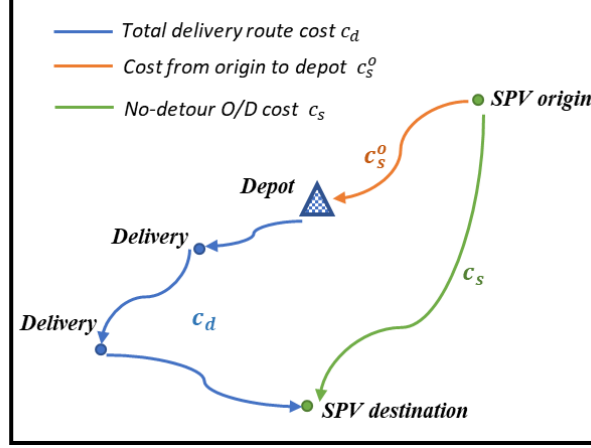 Total delivery route cost c_d
Cost from origin to depot c_s^o
No-detour O/D cost c_s
SPV origin
c_s^o
Depot
Delivery
c_s
Delivery
c_d
SPV destination